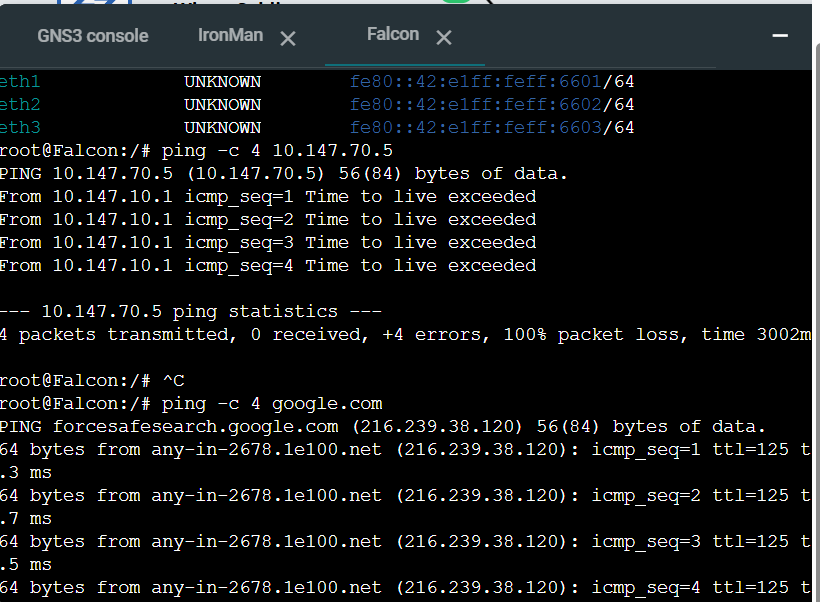 GNS3 console IronMan × Falcon ×
eth1 UNKNOWN fe80::42:e1ff:feff:6601/64
eth2 UNKNOWN fe80::42:e1ff:feff:6602/64
eth3 UNKNOWN fe80::42:e1ff:feff:6603/64
root@Falcon:/# ping -c 4 10.147.70.5
PING 10.147.70.5 (10.147.70.5) 56(84) bytes of data.
From 10.147.10.1 icmp_seq=1 Time to live exceeded
From 10.147.10.1 icmp_seq=2 Time to live exceeded
From 10.147.10.1 icmp_seq=3 Time to live exceeded
From 10.147.10.1 icmp_seq=4 Time to live exceeded
--- 10.147.70.5 ping statistics ---
4 packets transmitted, 0 received, +4 errors, 100% packet loss, time 3002m
root@Falcon:/# ^C
root@Falcon:/# ping -c 4 google.com
PING forcesafesearch.google.com (216.239.38.120) 56(84) bytes of data.
64 bytes from any-in-2678.1e100.net (216.239.38.120): icmp_seq=1 ttl=125 t
.3 ms
64 bytes from any-in-2678.1e100.net (216.239.38.120): icmp_seq=2 ttl=125 t
.7 ms
64 bytes from any-in-2678.1e100.net (216.239.38.120): icmp_seq=3 ttl=125 t
.5 ms
64 bytes from any-in-2678.1e100.net (216.239.38.120): icmp_seq=4 ttl=125 t